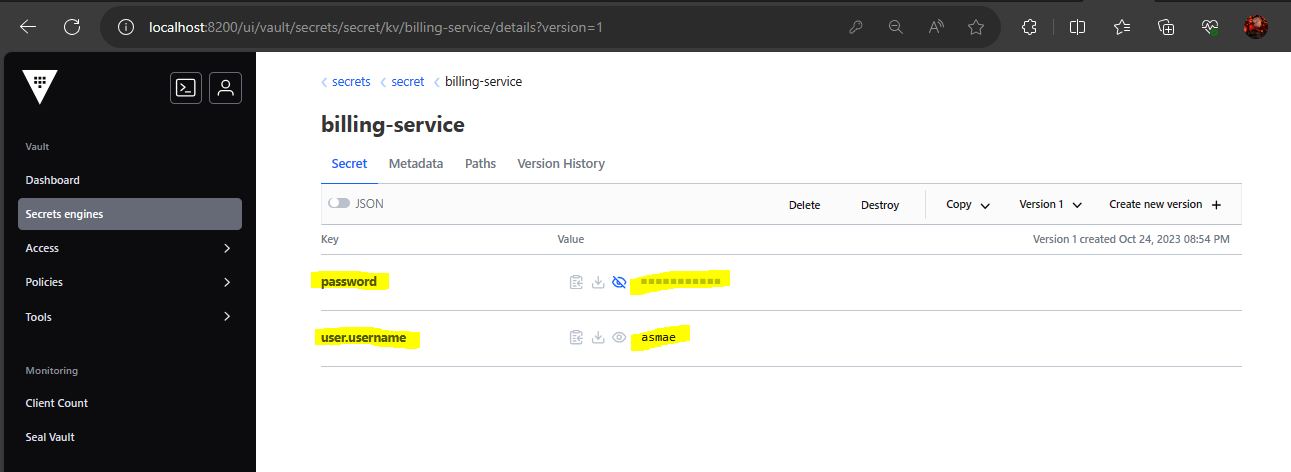 localhost:8200/ui/vault/secrets/secret/kv/billing-service/details?version=1
secrets secret billing-service
billing-service
Secret Metadata Paths Version History
JSON Delete Destroy Copy Version 1 Create new version +
Key Value Version 1 created Oct 24, 2023 08:54 PM
password
user.username asmae
Vault
Dashboard
Secrets engines
Access
Policies
Tools
Monitoring
Client Count
Seal Vault